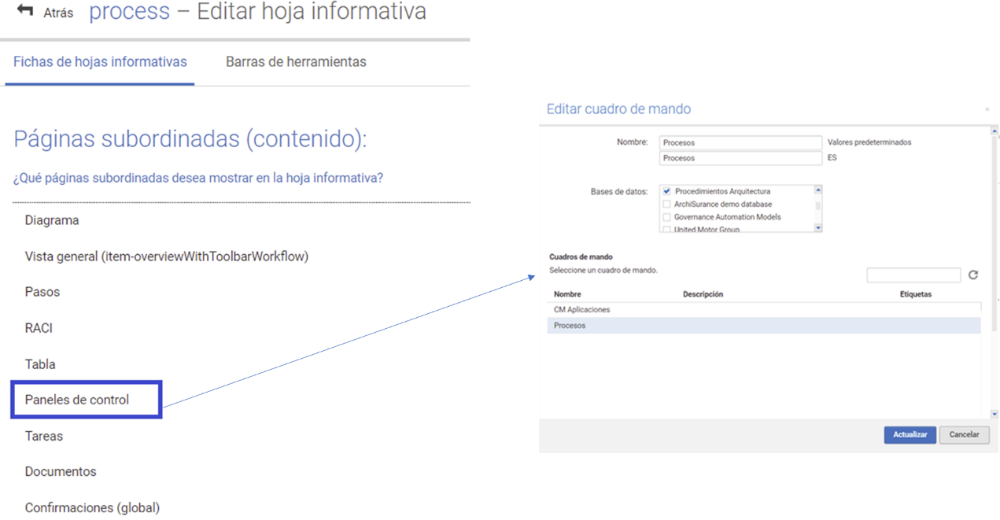 Atrás process – Editar hoja informativa
Fichas de hojas informativas Barras de herramientas
Páginas subordinadas (contenido):
¿Qué páginas subordinadas desea mostrar en la hoja informativa?
Diagrama
Vista general (item-overviewWithToolbarWorkflow)
Pasos
RACI
Tabla
Paneles de control
Tareas
Documentos
Confirmaciones (global)
Editar cuadro de mando
Nombre: Procesos Valores predeterminados
Procesos ES
Bases de datos: Procedimientos Arquitectura
ArchiSurance demo database
Governance Automation Models
United Motor Group
Cuadros de mando
Seleccione un cuadro de mando.
Nombre Descripción Etiquetas
CM Aplicaciones
Procesos
Actualizar Cancelar